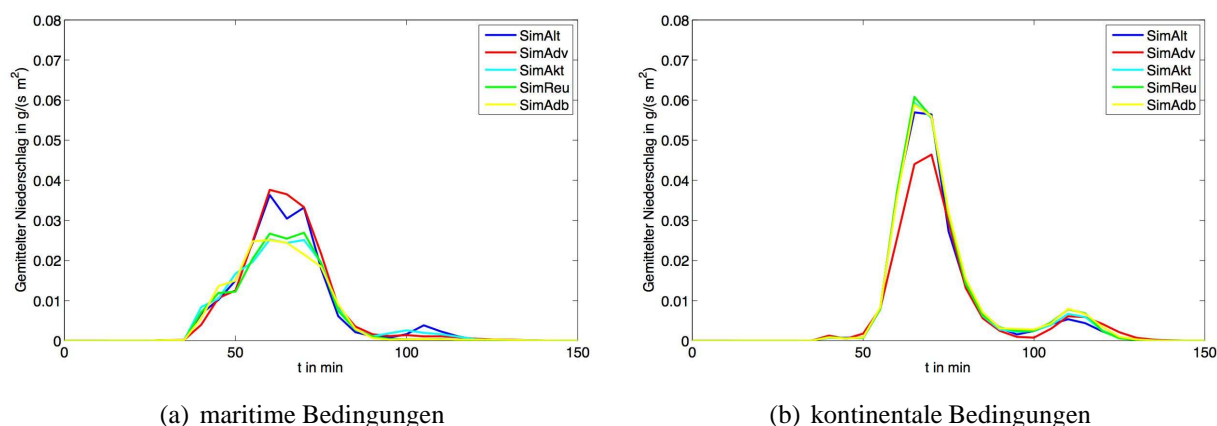 0.08
0.07
0.06
0.05
0.04
0.03
0.02
0.01
0
Gemittelter Niederschlag in g/(s m²)
SimAlt
SimAdv
SimAkt
SimReu
SimAdb
0 50 100 150
t in min
(a) maritime Bedingungen
0.08
0.07
0.06
0.05
0.04
0.03
0.02
0.01
0
Gemittelter Niederschlag in g/(s m²)
SimAlt
SimAdv
SimAkt
SimReu
SimAdb
0 50 100 150
t in min
(b) kontinentale Bedingungen